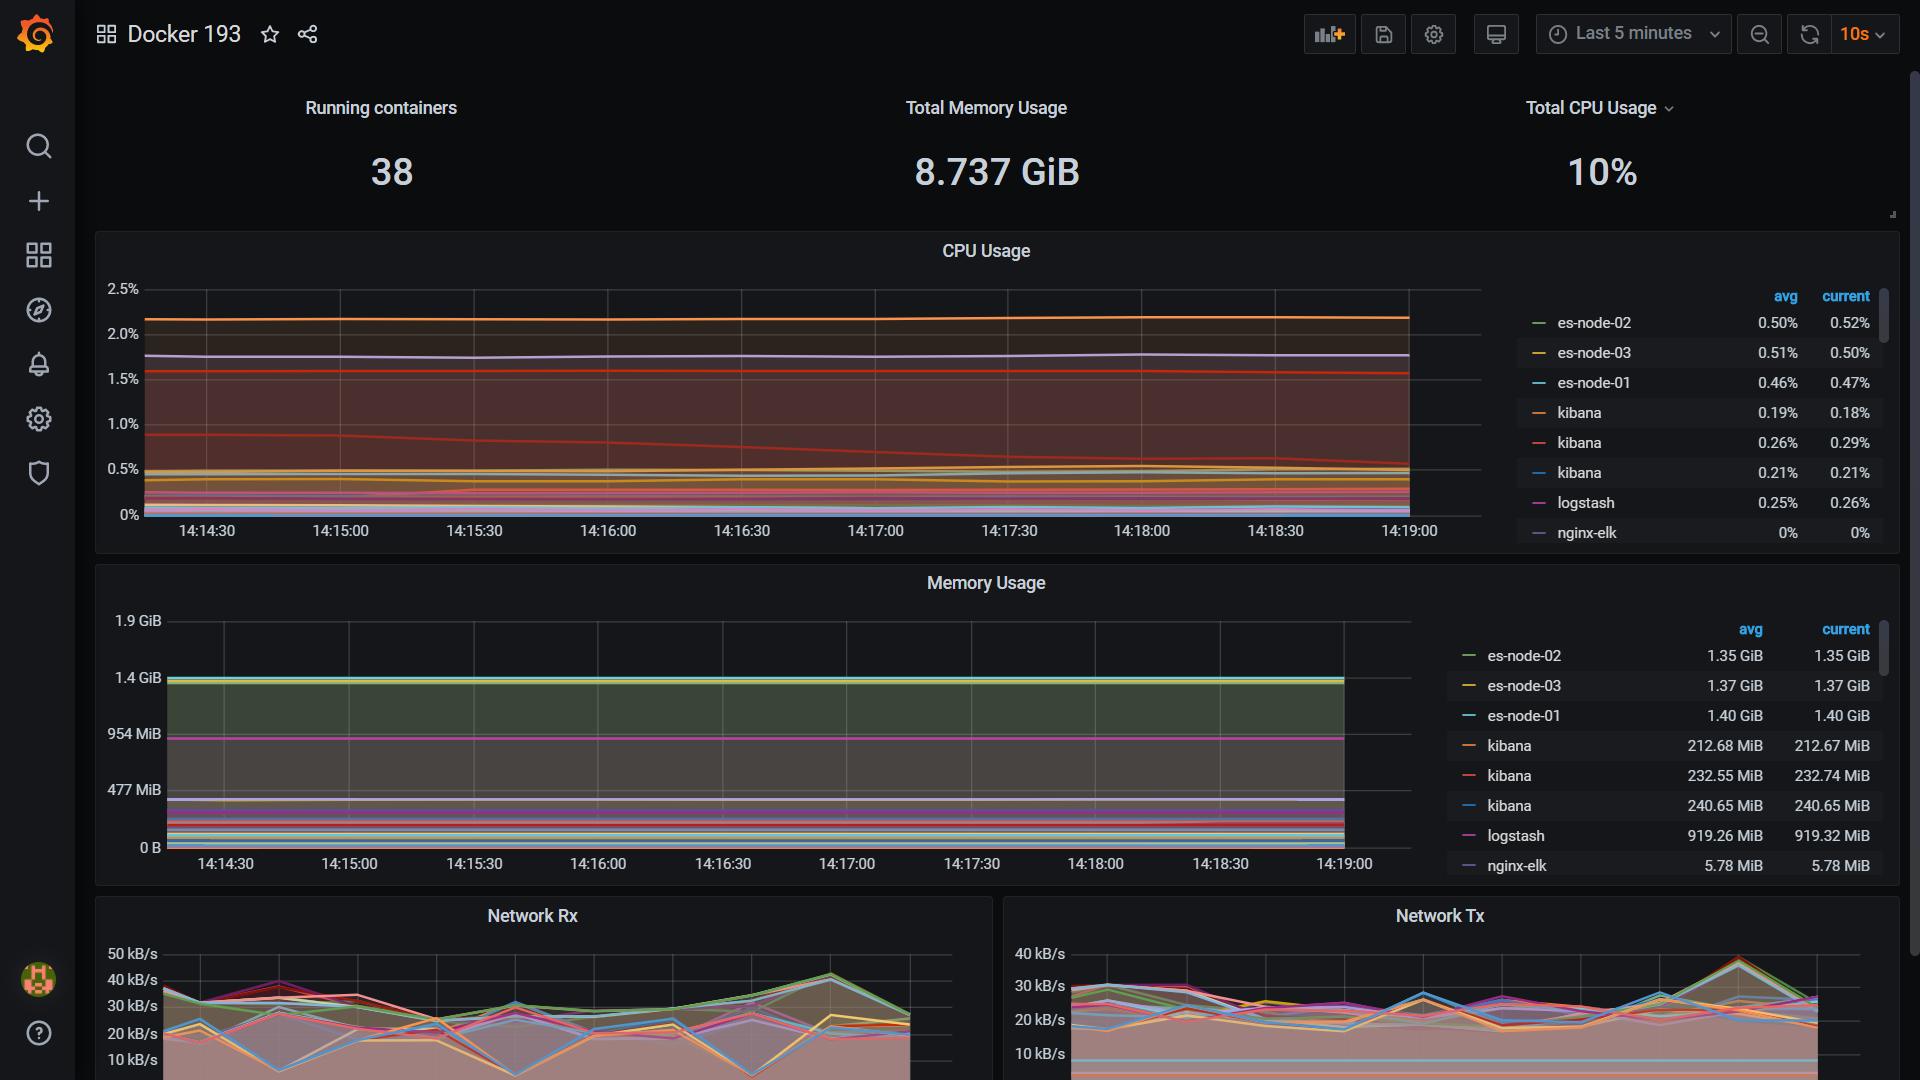 Docker 193
Last 5 minutes
10s
Running containers
38
Total Memory Usage
8.737 GiB
Total CPU Usage
10%
CPU Usage
2.5%
2.0%
1.5%
1.0%
0.5%
0%
14:14:30 14:15:00 14:15:30 14:16:00 14:16:30 14:17:00 14:17:30 14:18:00 14:18:30 14:19:00
avg current
es-node-02 0.50% 0.52%
es-node-03 0.51% 0.50%
es-node-01 0.46% 0.47%
kibana 0.19% 0.18%
kibana 0.26% 0.29%
kibana 0.21% 0.21%
logstash 0.25% 0.26%
nginx-elk 0% 0%
Memory Usage
1.9 GiB
1.4 GiB
954 MiB
477 MiB
0 B
14:14:30 14:15:00 14:15:30 14:16:00 14:16:30 14:17:00 14:17:30 14:18:00 14:18:30 14:19:00
avg current
es-node-02 1.35 GiB 1.35 GiB
es-node-03 1.37 GiB 1.37 GiB
es-node-01 1.40 GiB 1.40 GiB
kibana 212.68 MiB 212.67 MiB
kibana 232.55 MiB 232.74 MiB
kibana 240.65 MiB 240.65 MiB
logstash 919.26 MiB 919.32 MiB
nginx-elk 5.78 MiB 5.78 MiB
Network Rx
50 kB/s
40 kB/s
30 kB/s
20 kB/s
10 kB/s
Network Tx
40 kB/s
30 kB/s
20 kB/s
10 kB/s